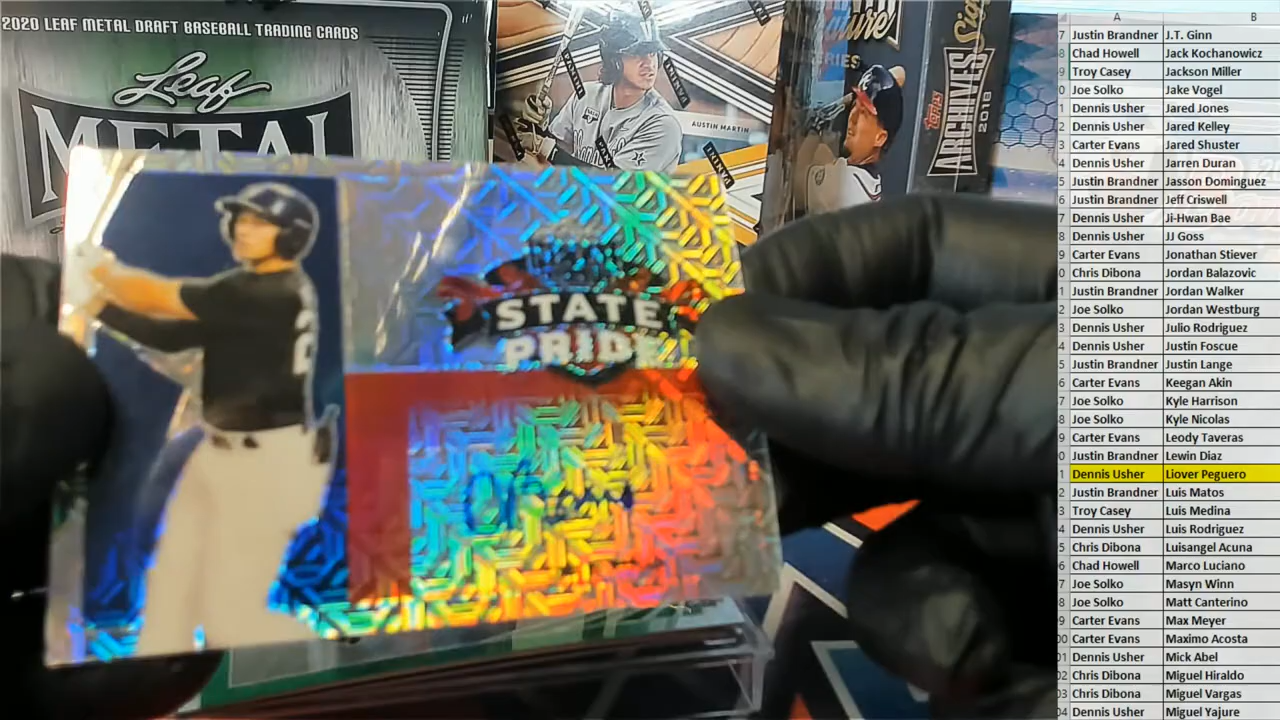 2020 LEAF METAL DRAFT BASEBALL TRADING CARDS
Leaf
METAL
AUSTIN MARTIN
PANINI
ARCHIVES
Topps
2018
STATE
PRIDE
A B
7 Justin Brandner J.T. Ginn
8 Chad Howell Jack Kochanowicz
9 Troy Casey Jackson Miller
0 Joe Solko Jake Vogel
1 Dennis Usher Jared Jones
2 Dennis Usher Jared Kelley
3 Carter Evans Jared Shuster
4 Dennis Usher Jarren Duran
5 Justin Brandner Jasson Dominguez
6 Justin Brandner Jeff Criswell
7 Dennis Usher Ji-Hwan Bae
8 Dennis Usher JJ Goss
9 Carter Evans Jonathan Stiever
0 Chris Dibona Jordan Balazovic
1 Justin Brandner Jordan Walker
2 Joe Solko Jordan Westburg
3 Dennis Usher Julio Rodriguez
4 Dennis Usher Justin Foscue
5 Justin Brandner Justin Lange
6 Carter Evans Keegan Akin
7 Joe Solko Kyle Harrison
8 Joe Solko Kyle Nicolas
9 Carter Evans Leody Taveras
0 Justin Brandner Lewin Diaz
1 Dennis Usher Liover Peguero
2 Justin Brandner Luis Matos
3 Troy Casey Luis Medina
4 Dennis Usher Luis Rodriguez
5 Chris Dibona Luisangel Acuna
6 Chad Howell Marco Luciano
7 Joe Solko Masyn Winn
8 Joe Solko Matt Canterino
9 Carter Evans Max Meyer
00 Carter Evans Maximo Acosta
01 Dennis Usher Mick Abel
02 Chris Dibona Miguel Hiraldo
03 Chris Dibona Miguel Vargas
04 Dennis Usher Miguel Yajure